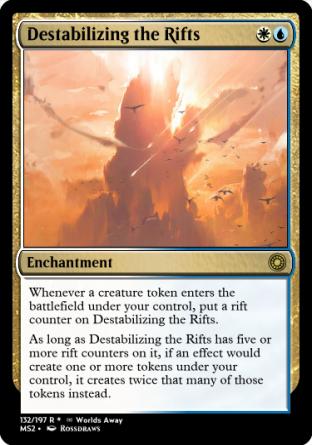 Destabilizing the Rifts
Enchantment
Whenever a creature token enters the
battlefield under your control, put a rift
counter on Destabilizing the Rifts.
As long as Destabilizing the Rifts has five or
more rift counters on it, if an effect would
create one or more tokens under your
control, it creates twice that many of those
tokens instead.
132/197 R * ∞ Worlds Away
MS2 • Rossdraws